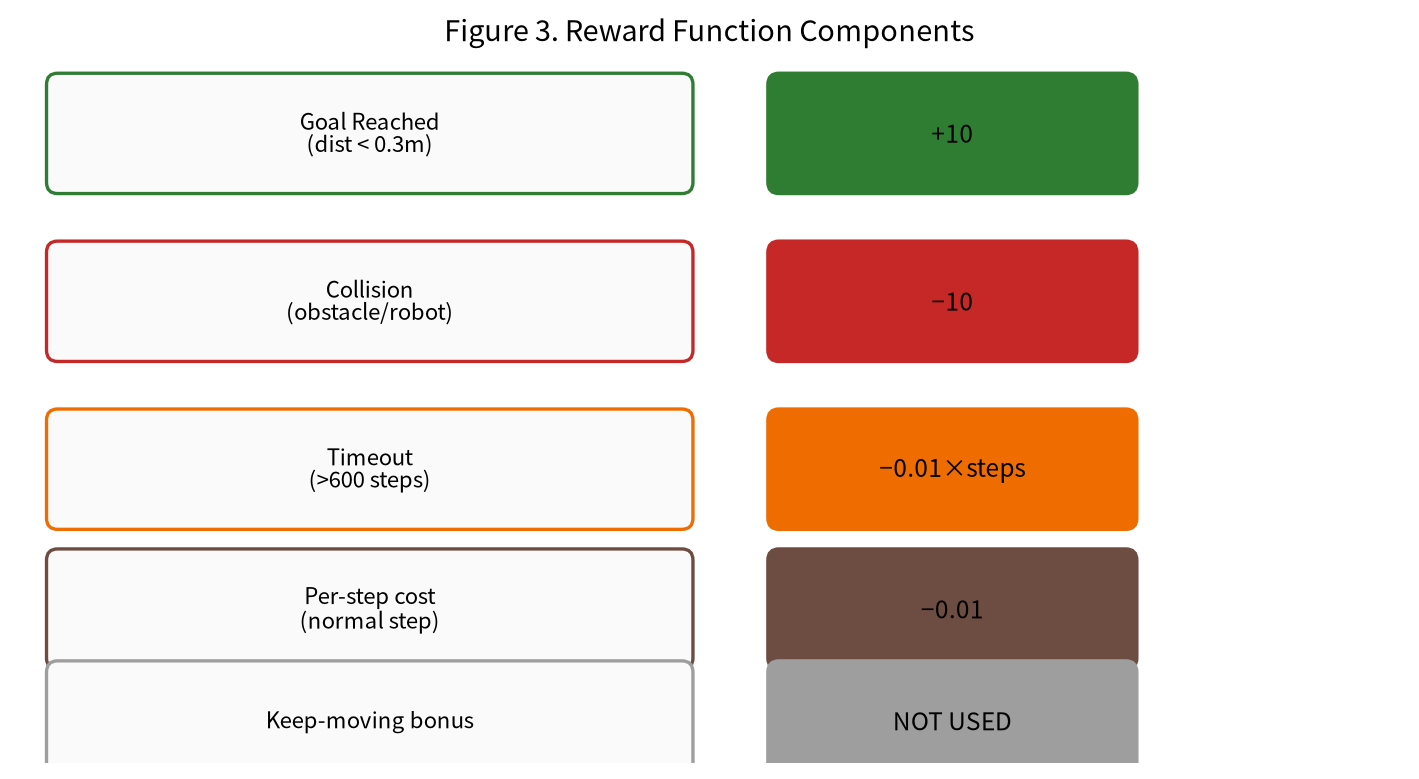 Figure 3. Reward Function Components
Goal Reached
(dist < 0.3m)
+10
Collision
(obstacle/robot)
−10
Timeout
(>600 steps)
−0.01×steps
Per-step cost
(normal step)
−0.01
Keep-moving bonus
NOT USED